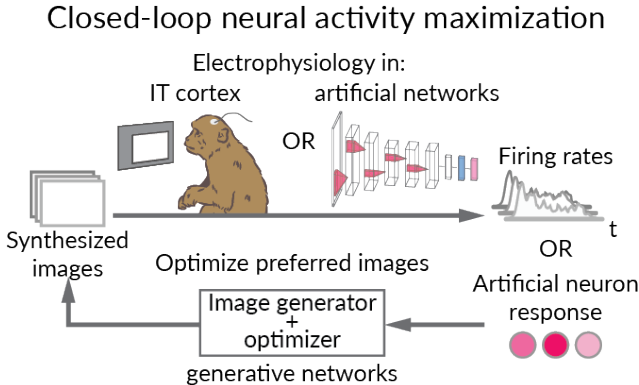 Closed-loop neural activity maximization
Electrophysiology in:
IT cortex
OR
artificial networks
Firing rates
t
OR
Artificial neuron
response
Synthesized
images
Optimize preferred images
Image generator
+
optimizer
generative networks